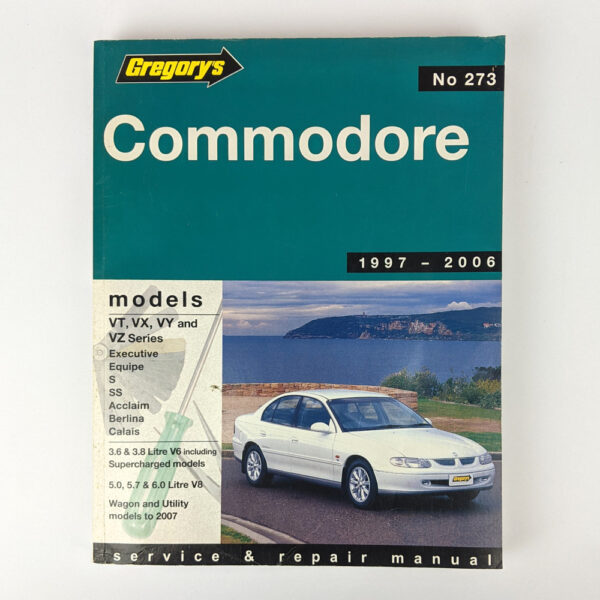 Gregory's
No 273
Commodore
1997 – 2006
models
VT, VX, VY and
VZ Series
Executive
Equipe
S
SS
Acclaim
Berlina
Calais
3.6 & 3.8 Litre V6 including
Supercharged models
5.0, 5.7 & 6.0 Litre V8
Wagon and Utility
models to 2007
Gregory's
service & repair manual